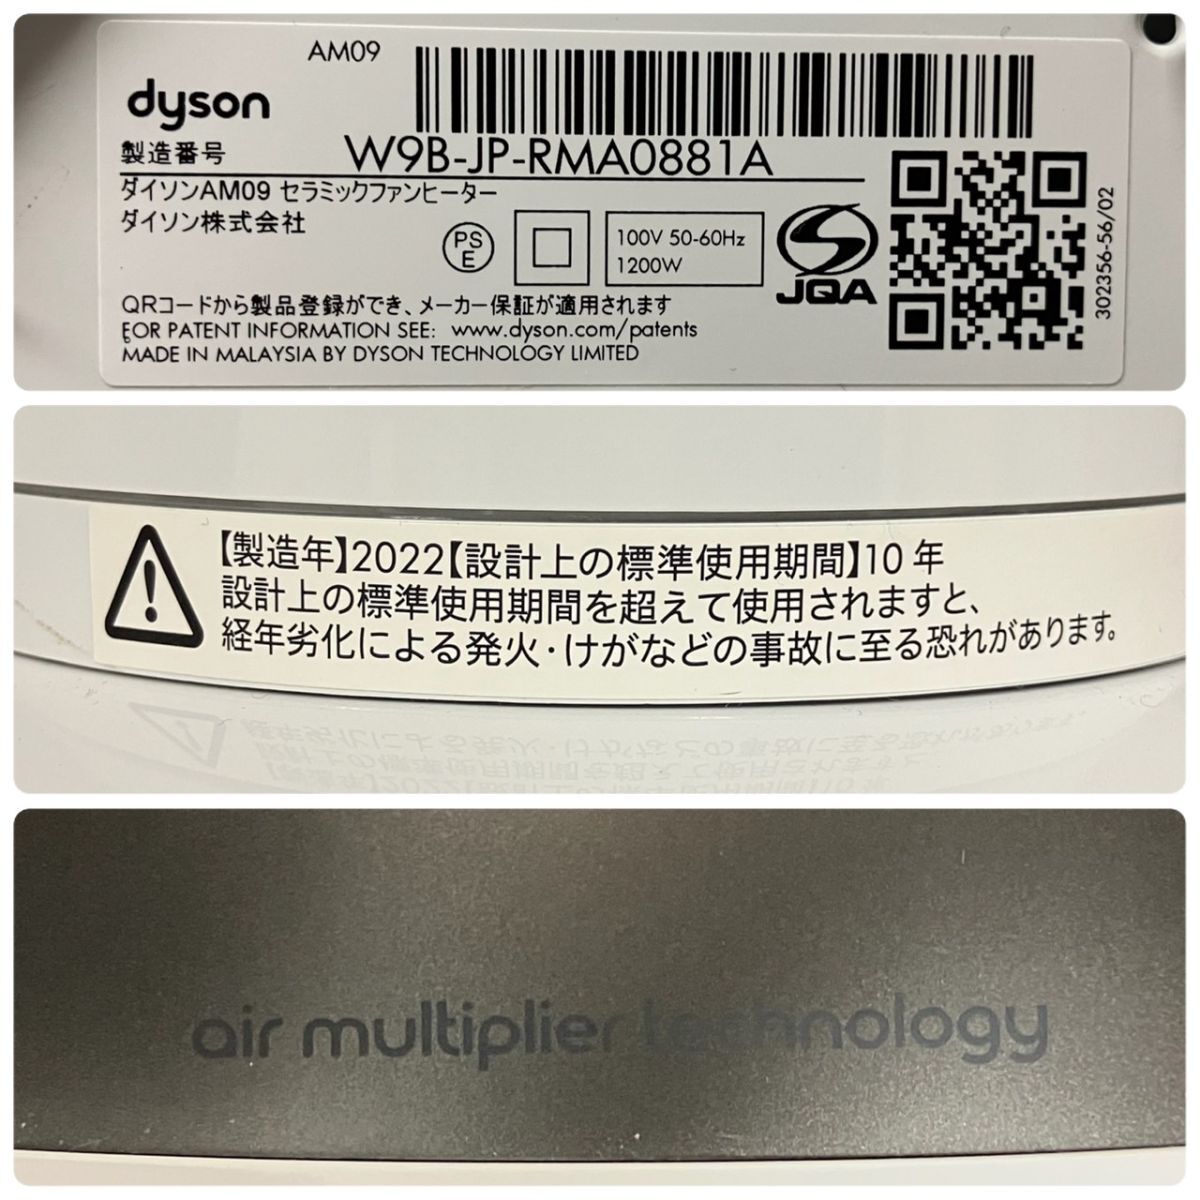 AM09
dyson
製造番号 W9B-JP-RMA0881A
ダイソンAM09 セラミックファンヒーター
ダイソン株式会社
PS
E
100V 50-60Hz
1200W
JQA
302356-56/02
QRコードから製品登録ができ、メーカー保証が適用されます
FOR PATENT INFORMATION SEE: www.dyson.com/patents
MADE IN MALAYSIA BY DYSON TECHNOLOGY LIMITED
【製造年】2022【設計上の標準使用期間】10年
設計上の標準使用期間を超えて使用されますと、
経年劣化による発火・けがなどの事故に至る恐れがあります。
air multiplier technology